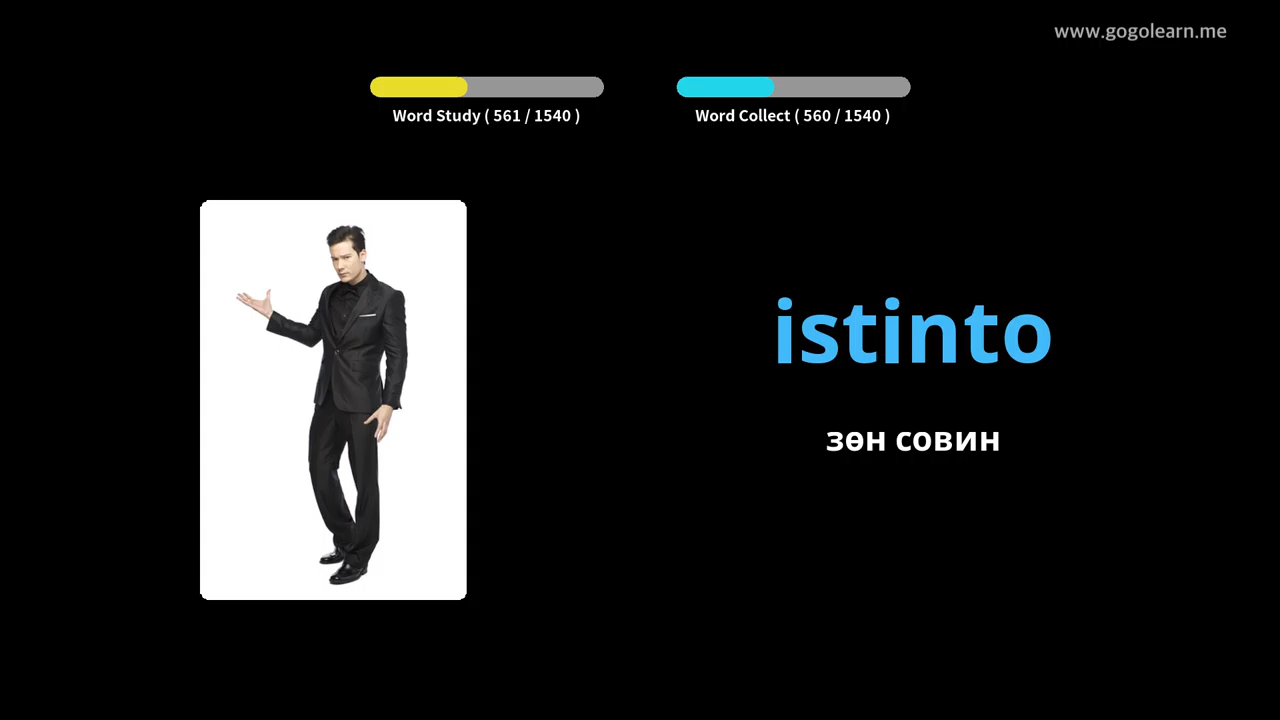 www.gogolearn.me
Word Study ( 561 / 1540 )
Word Collect ( 560 / 1540 )
istinto
зөн совин